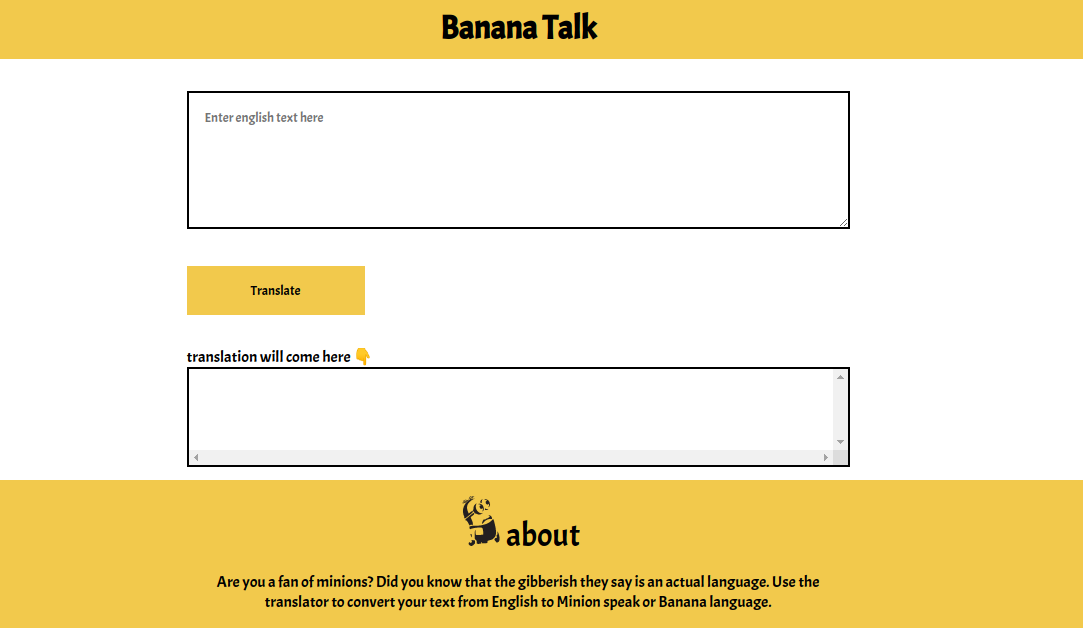 Banana Talk
Enter english text here
Translate
translation will come here 👇
about
Are you a fan of minions? Did you know that the gibberish they say is an actual language. Use the
translator to convert your text from English to Minion speak or Banana language.